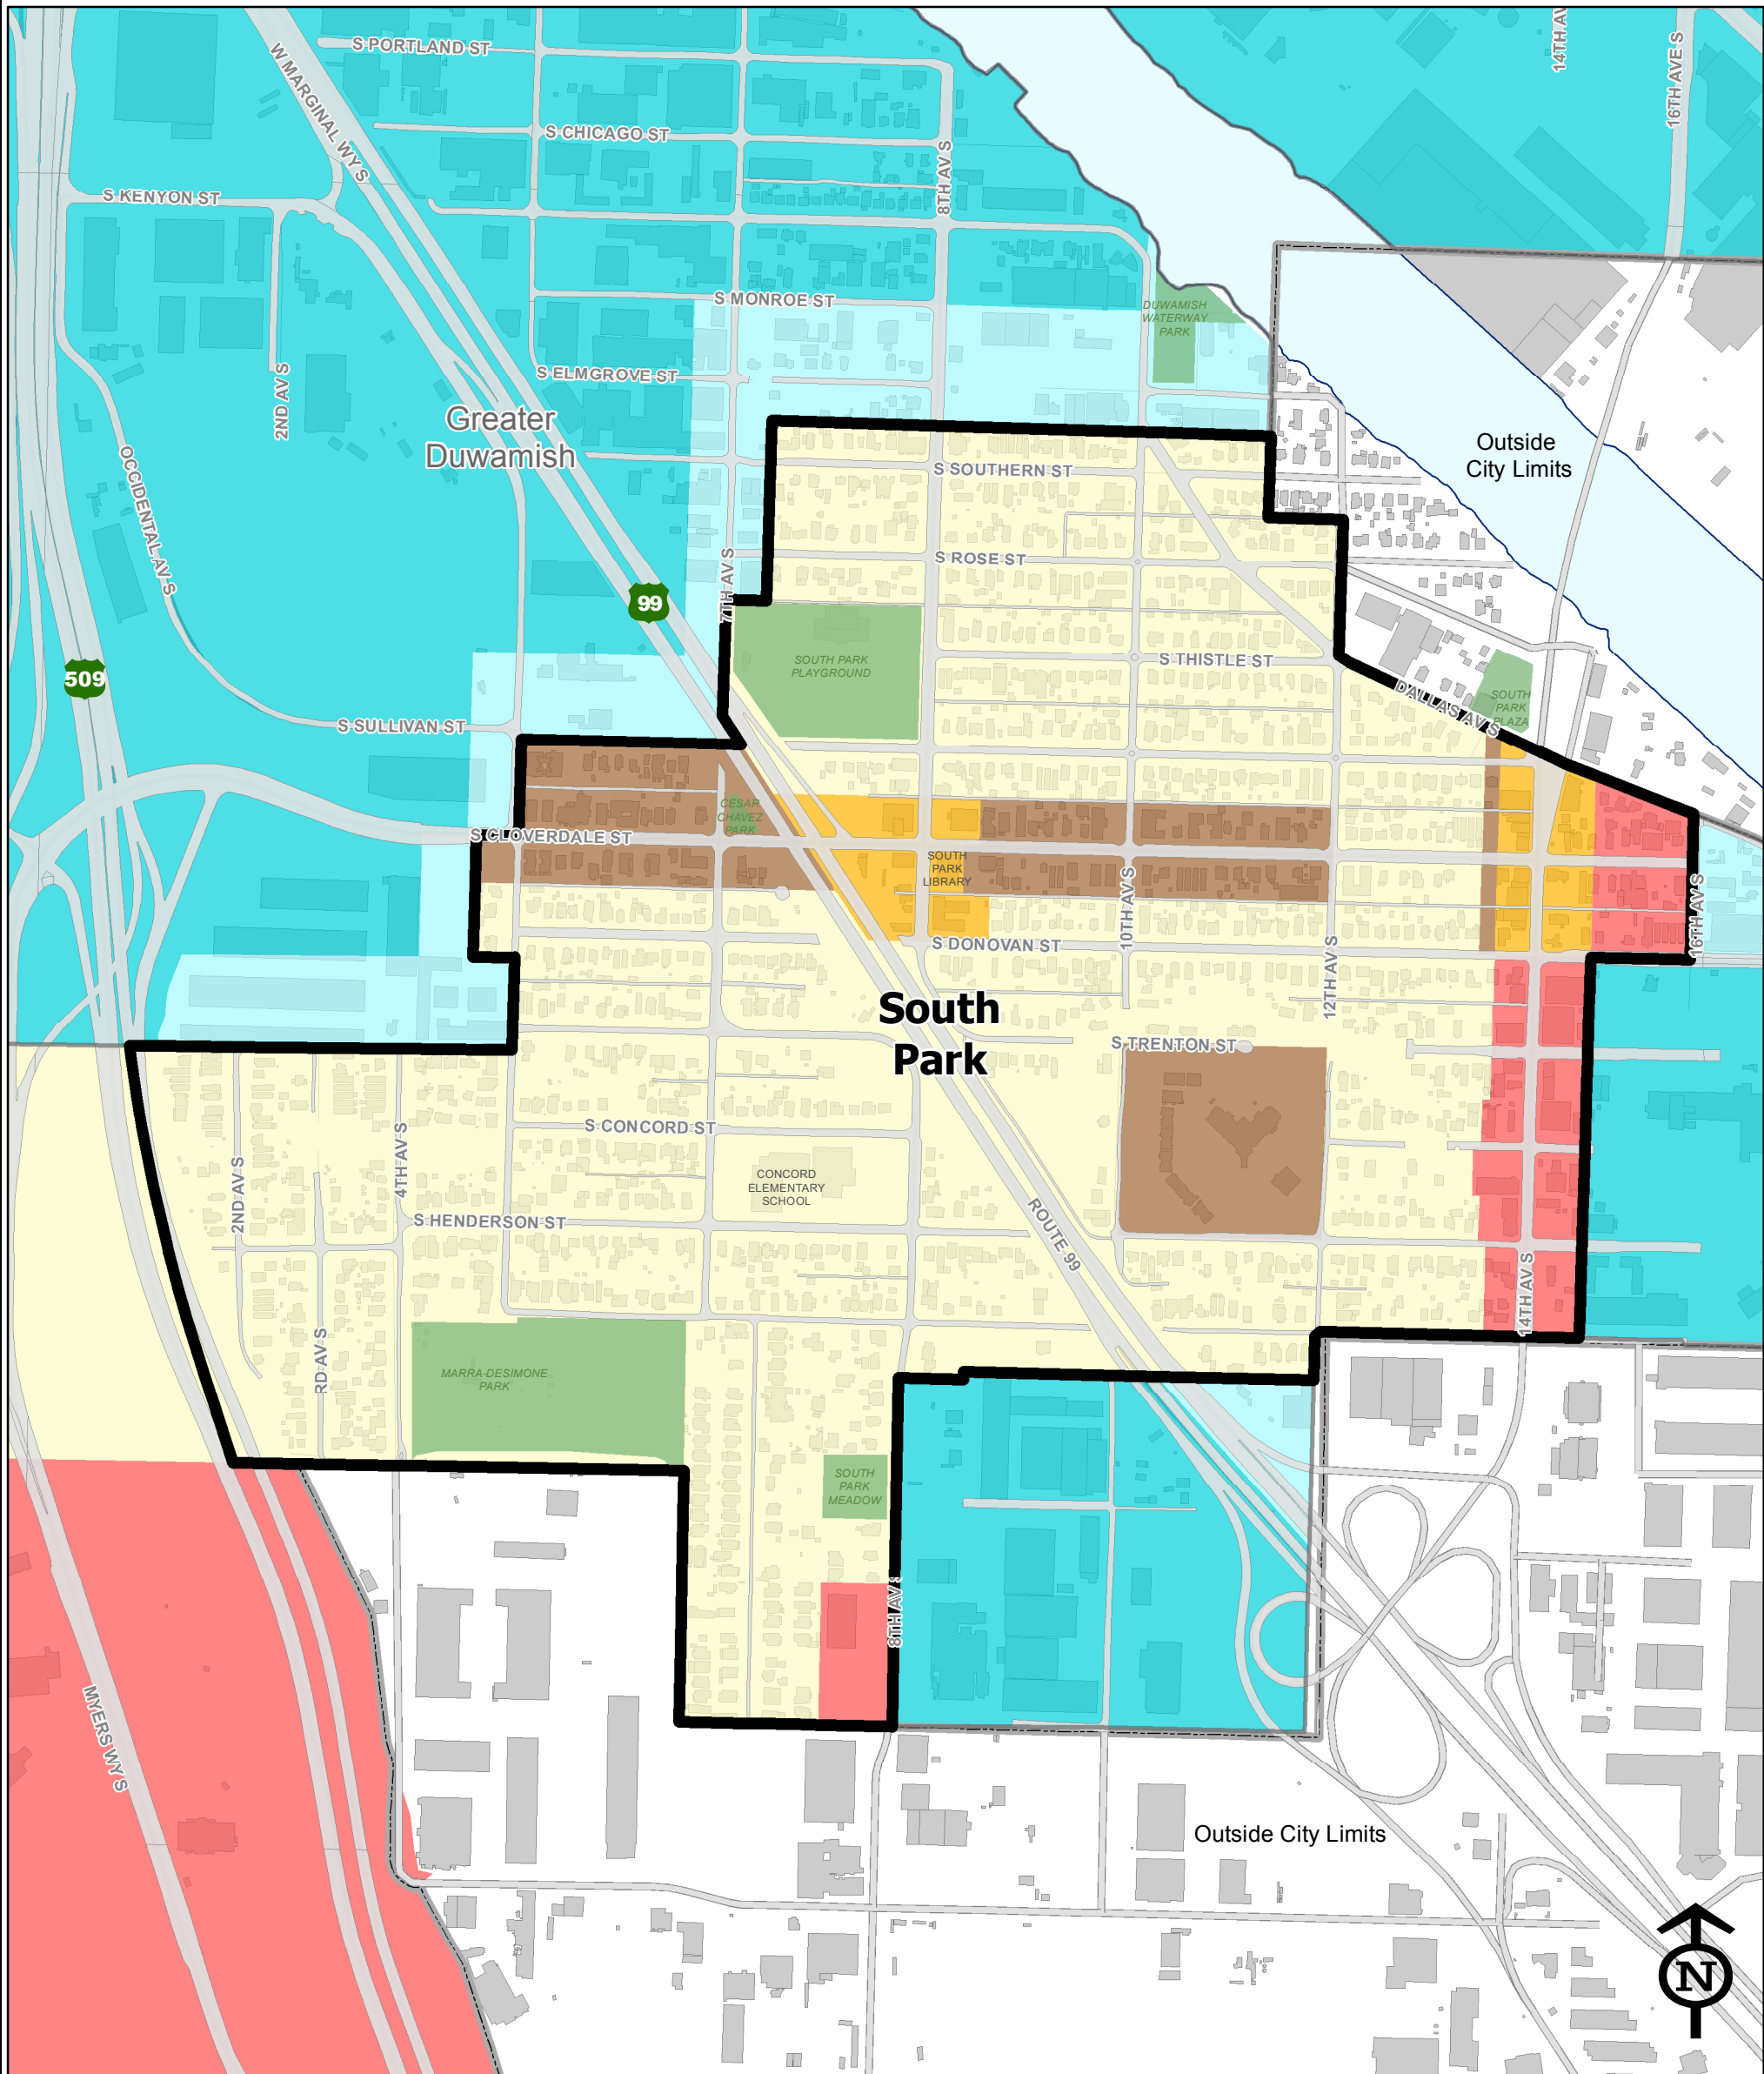 S PORTLAND ST
14TH AV
16TH AVE S
W MARGINAL WY S
S CHICAGO ST
8TH AV S
S KENYON ST
S MONROE ST
DUWAMISH
WATERWAY
PARK
2ND AV S
S ELMGROVE ST
Greater
Duwamish
Outside
City Limits
OCCIDENTAL AV S
S SOUTHERN ST
7TH AV S
S ROSE ST
99
509
SOUTH PARK
PLAYGROUND
S THISTLE ST
DALLAS AV S
SOUTH
PARK
PLAZA
S SULLIVAN ST
CESAR
CHAVEZ
PARK
S CLOVERDALE ST
SOUTH
PARK
LIBRARY
10TH AV S
16TH AV S
S DONOVAN ST
12TH AV S
South
Park
S TRENTON ST
S CONCORD ST
4TH AV S
2ND AV S
CONCORD
ELEMENTARY
SCHOOL
S HENDERSON ST
ROUTE 99
14TH AV S
RD AV S
MARRA-DESIMONE
PARK
SOUTH
PARK
MEADOW
8TH AV S
MYERS WY S
Outside City Limits
N